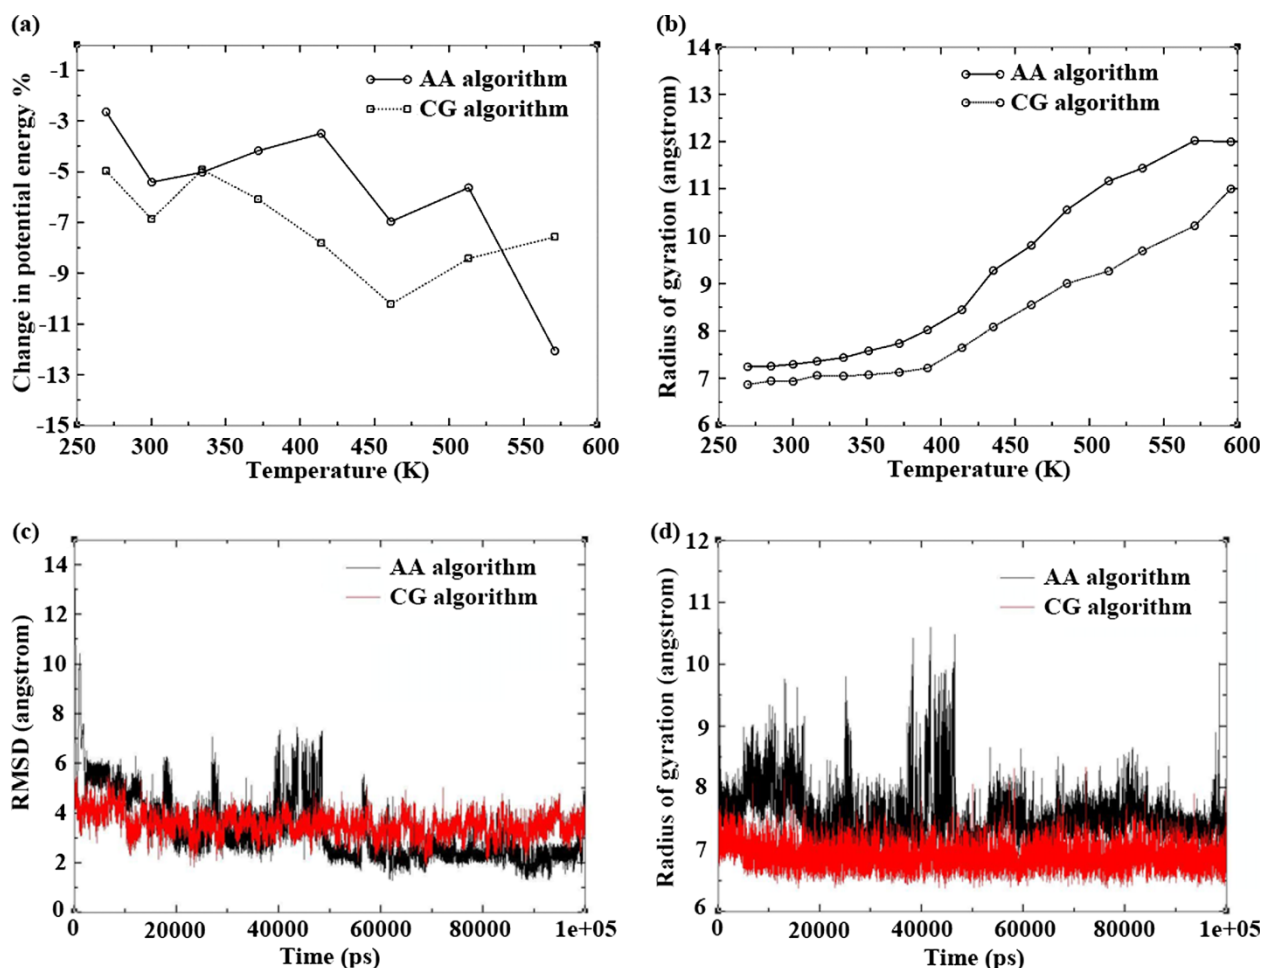 (a)
Change in potential energy %
-1
-3
-5
-7
-9
-11
-13
-15
250 300 350 400 450 500 550 600
Temperature (K)
AA algorithm
CG algorithm
(b)
Radius of gyration (angstrom)
14
13
12
11
10
9
8
7
6
250 300 350 400 450 500 550 600
Temperature (K)
AA algorithm
CG algorithm
(c)
RMSD (angstrom)
14
12
10
8
6
4
2
0
20000 40000 60000 80000 1e+05
Time (ps)
AA algorithm
CG algorithm
(d)
Radius of gyration (angstrom)
12
11
10
9
8
7
6
0 20000 40000 60000 80000 1e+05
Time (ps)
AA algorithm
CG algorithm